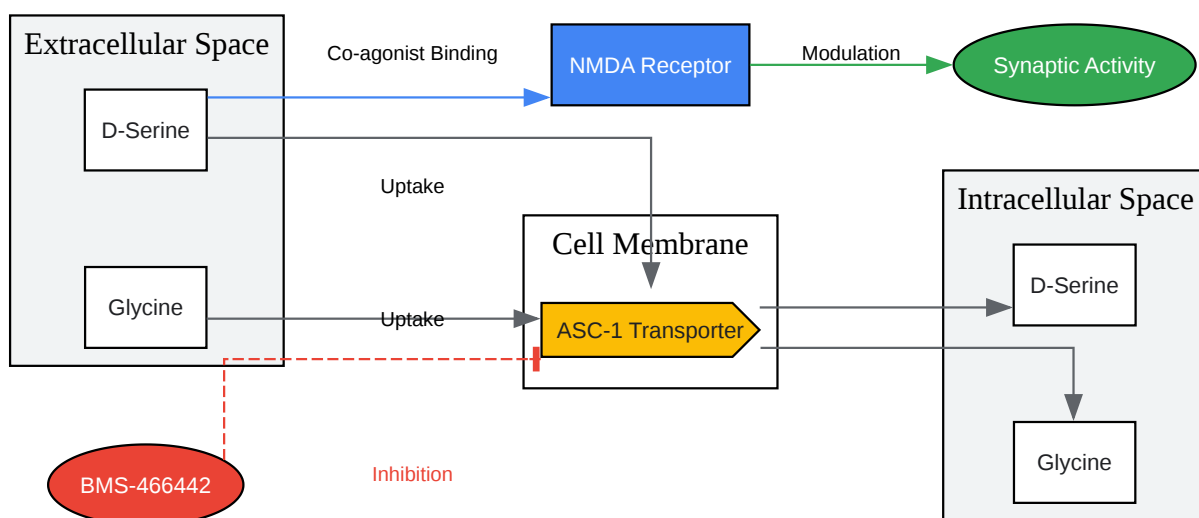 Extracellular Space
Co-agonist Binding
NMDA Receptor
Modulation
Synaptic Activity
D-Serine
Uptake
Intracellular Space
Cell Membrane
D-Serine
Glycine
Uptake
ASC-1 Transporter
Glycine
BMS-466442
Inhibition